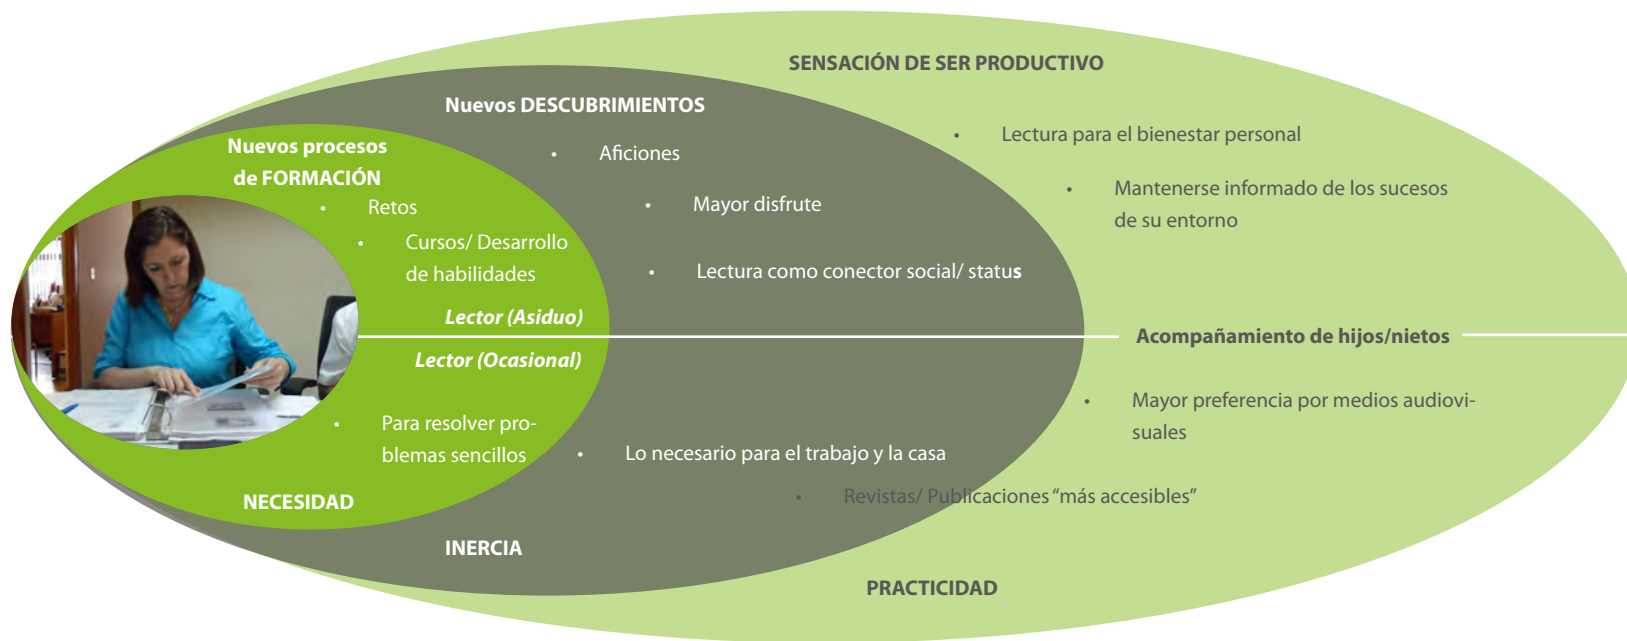 SENSACIÓN DE SER PRODUCTIVO
Nuevos DESCUBRIMIENTOS
Nuevos procesos
de FORMACIÓN
• Retos
• Cursos/ Desarrollo
de habilidades
• Aficiones
• Mayor disfrute
• Lectura como conector social/ status
• Lectura para el bienestar personal
• Mantenerse informado de los sucesos
de su entorno
Lector (Asiduo)
Acompañamiento de hijos/nietos
Lector (Ocasional)
• Para resolver pro-
blemas sencillos
• Lo necesario para el trabajo y la casa
• Mayor preferencia por medios audiovi-
suales
• Revistas/ Publicaciones “más accesibles”
NECESIDAD
INERCIA
PRACTICIDAD